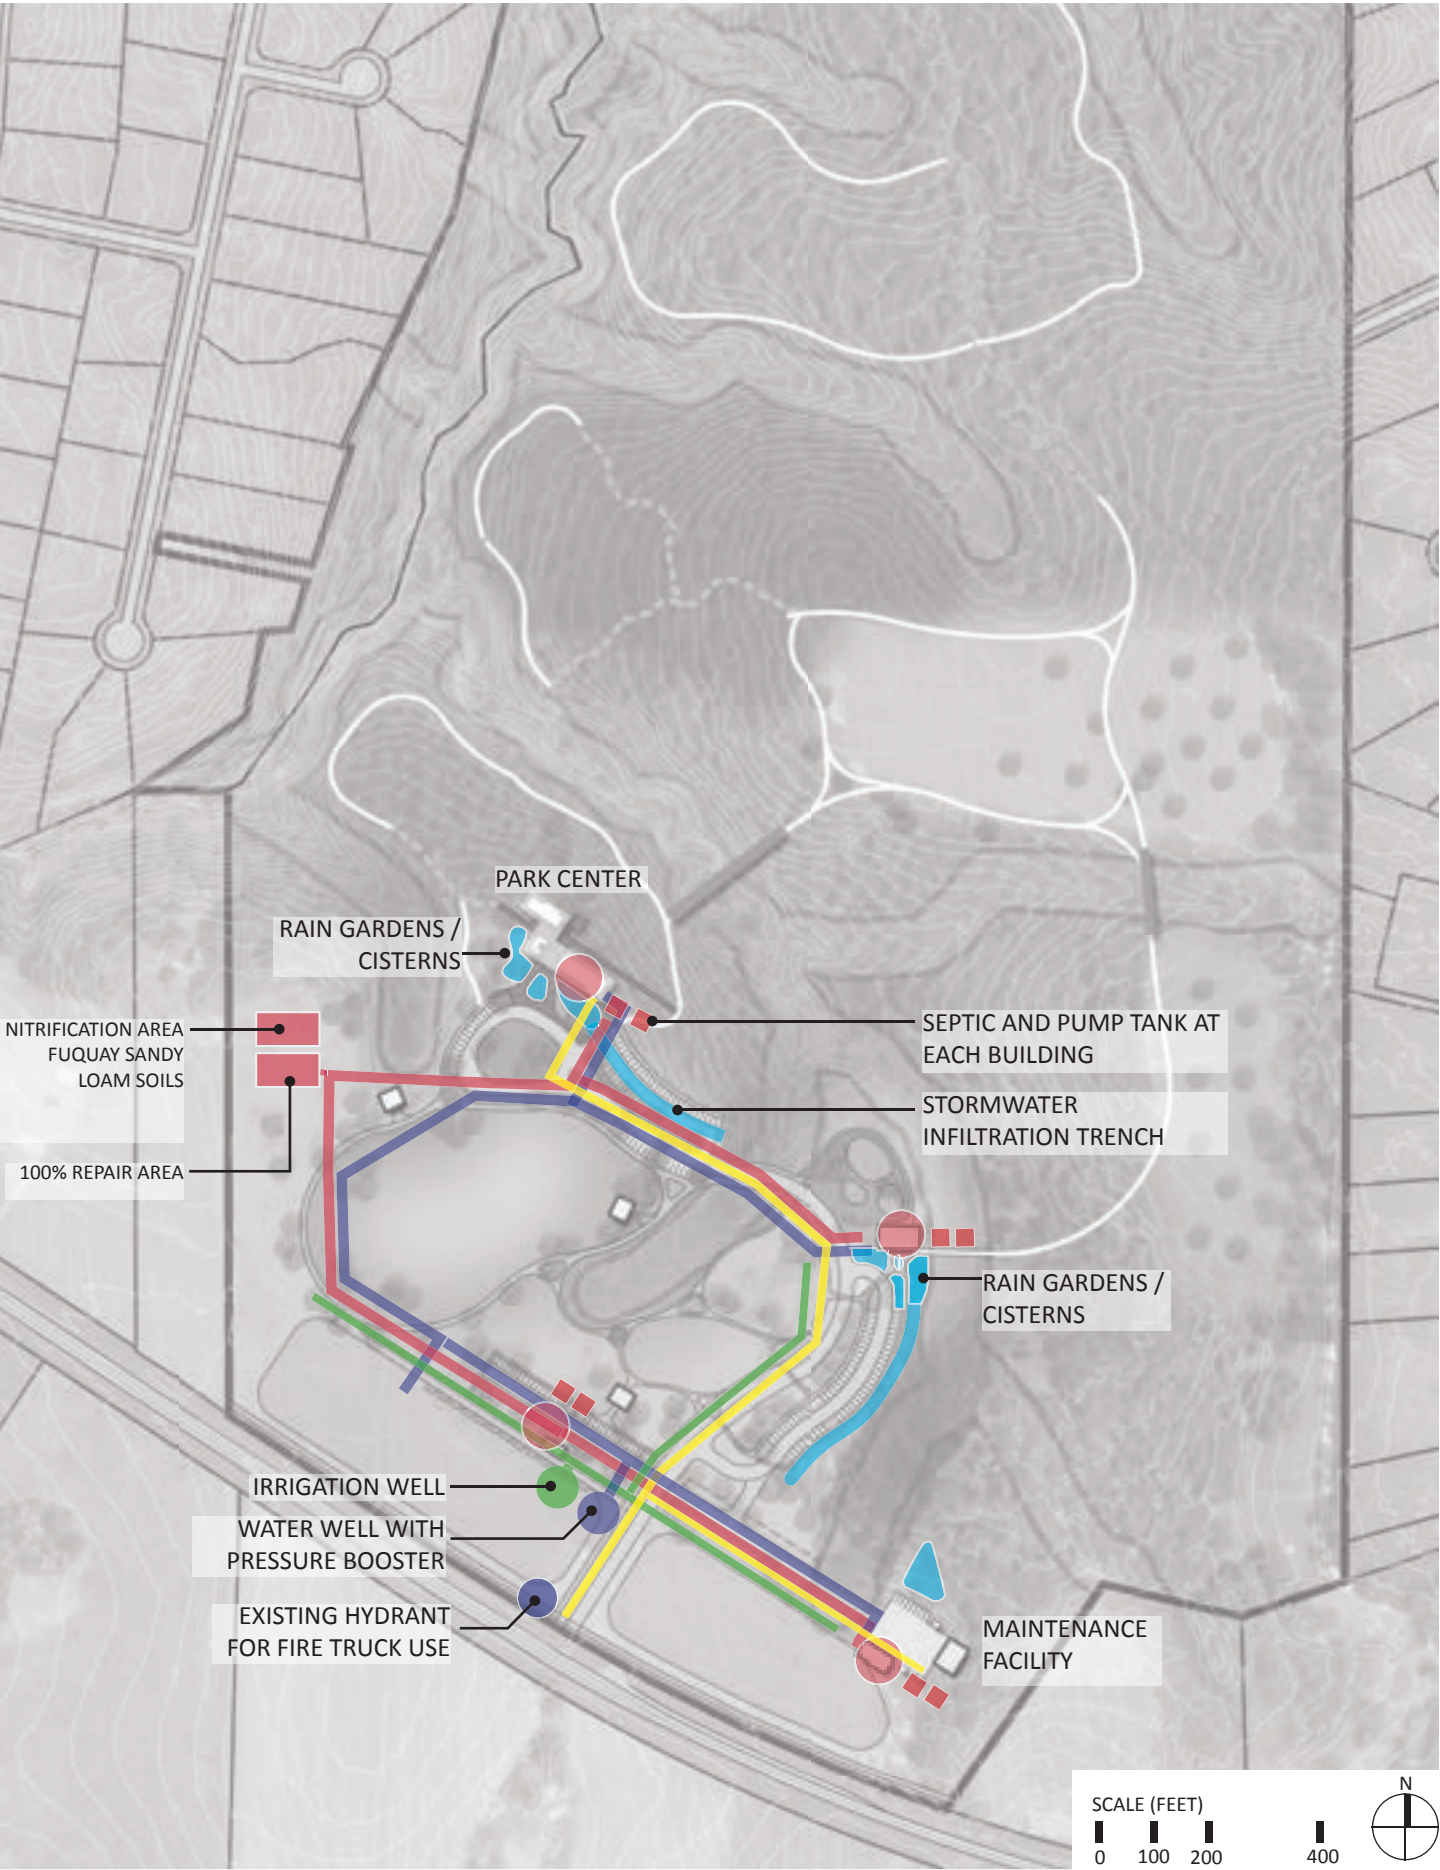 PARK CENTER
RAIN GARDENS /
CISTERNS
NITRIFICATION AREA
FUQUAY SANDY
LOAM SOILS
100% REPAIR AREA
SEPTIC AND PUMP TANK AT
EACH BUILDING
STORMWATER
INFILTRATION TRENCH
RAIN GARDENS /
CISTERNS
IRRIGATION WELL
WATER WELL WITH
PRESSURE BOOSTER
EXISTING HYDRANT
FOR FIRE TRUCK USE
MAINTENANCE
FACILITY
N
SCALE (FEET)
0 100 200 400